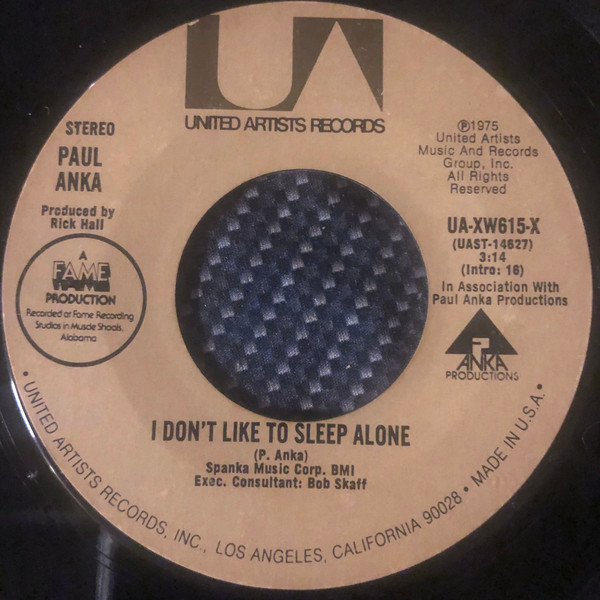 UA
UNITED ARTISTS RECORDS
STEREO
PAUL
ANKA
Produced by
Rick Hall
A
FAME
PRODUCTION
Recorded at Fame Recording
Studios in Muscle Shoals,
Alabama
℗1975
United Artists
Music And Records
Group, Inc.
All Rights
Reserved
UA-XW615-X
(UAST-14627)
3:14
(Intro: 16)
In Association With
Paul Anka Productions
P
ANKA
PRODUCTIONS
I DON'T LIKE TO SLEEP ALONE
(P. Anka)
Spanka Music Corp. BMI
Exec. Consultant: Bob Skaff
• UNITED ARTISTS RECORDS, INC., LOS ANGELES, CALIFORNIA 90028 • MADE IN U.S.A. •